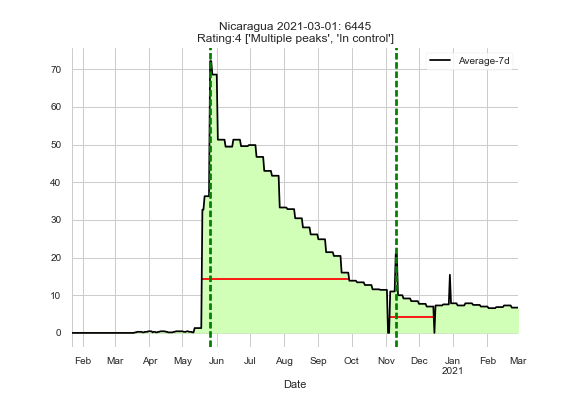 Nicaragua 2021-03-01: 6445
Rating:4 ['Multiple peaks', 'In control']
Average-7d
70
60
50
40
30
20
10
0
Feb Mar Apr May Jun Jul Aug Sep Oct Nov Dec Jan Feb Mar
2021
Date